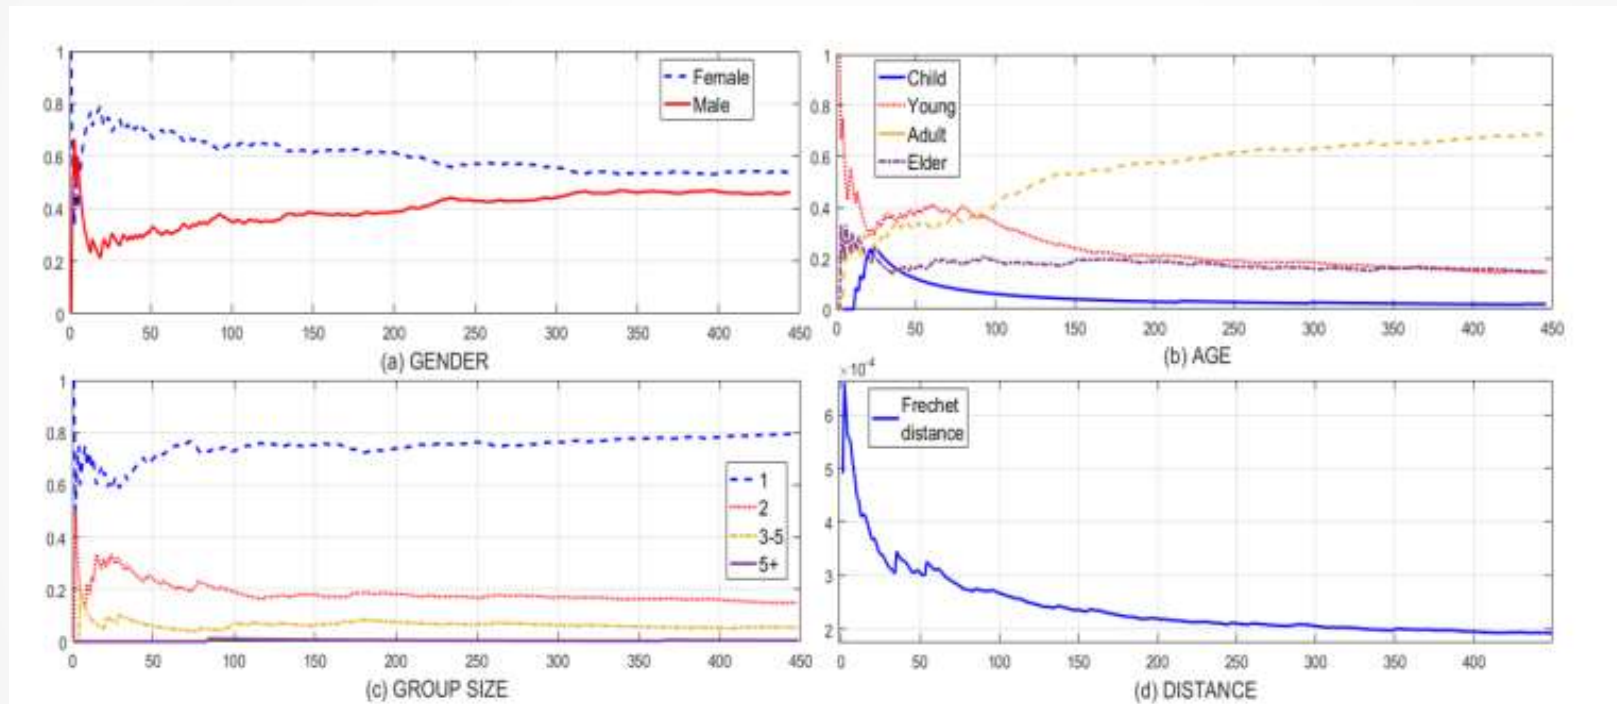 1
0.8
0.6
0.4
0.2
0
0 50 100 150 200 250 300 350 400 450
Female
Male
(a) GENDER
1
0.8
0.6
0.4
0.2
0
0 50 100 150 200 250 300 350 400 450
Child
Young
Adult
Elder
(b) AGE
1
0.8
0.6
0.4
0.2
0
0 50 100 150 200 250 300 350 400 450
1
2
3-5
5+
(c) GROUP SIZE
×10⁻⁴
6
5
4
3
2
0 50 100 150 200 250 300 350 400
Frechet
distance
(d) DISTANCE